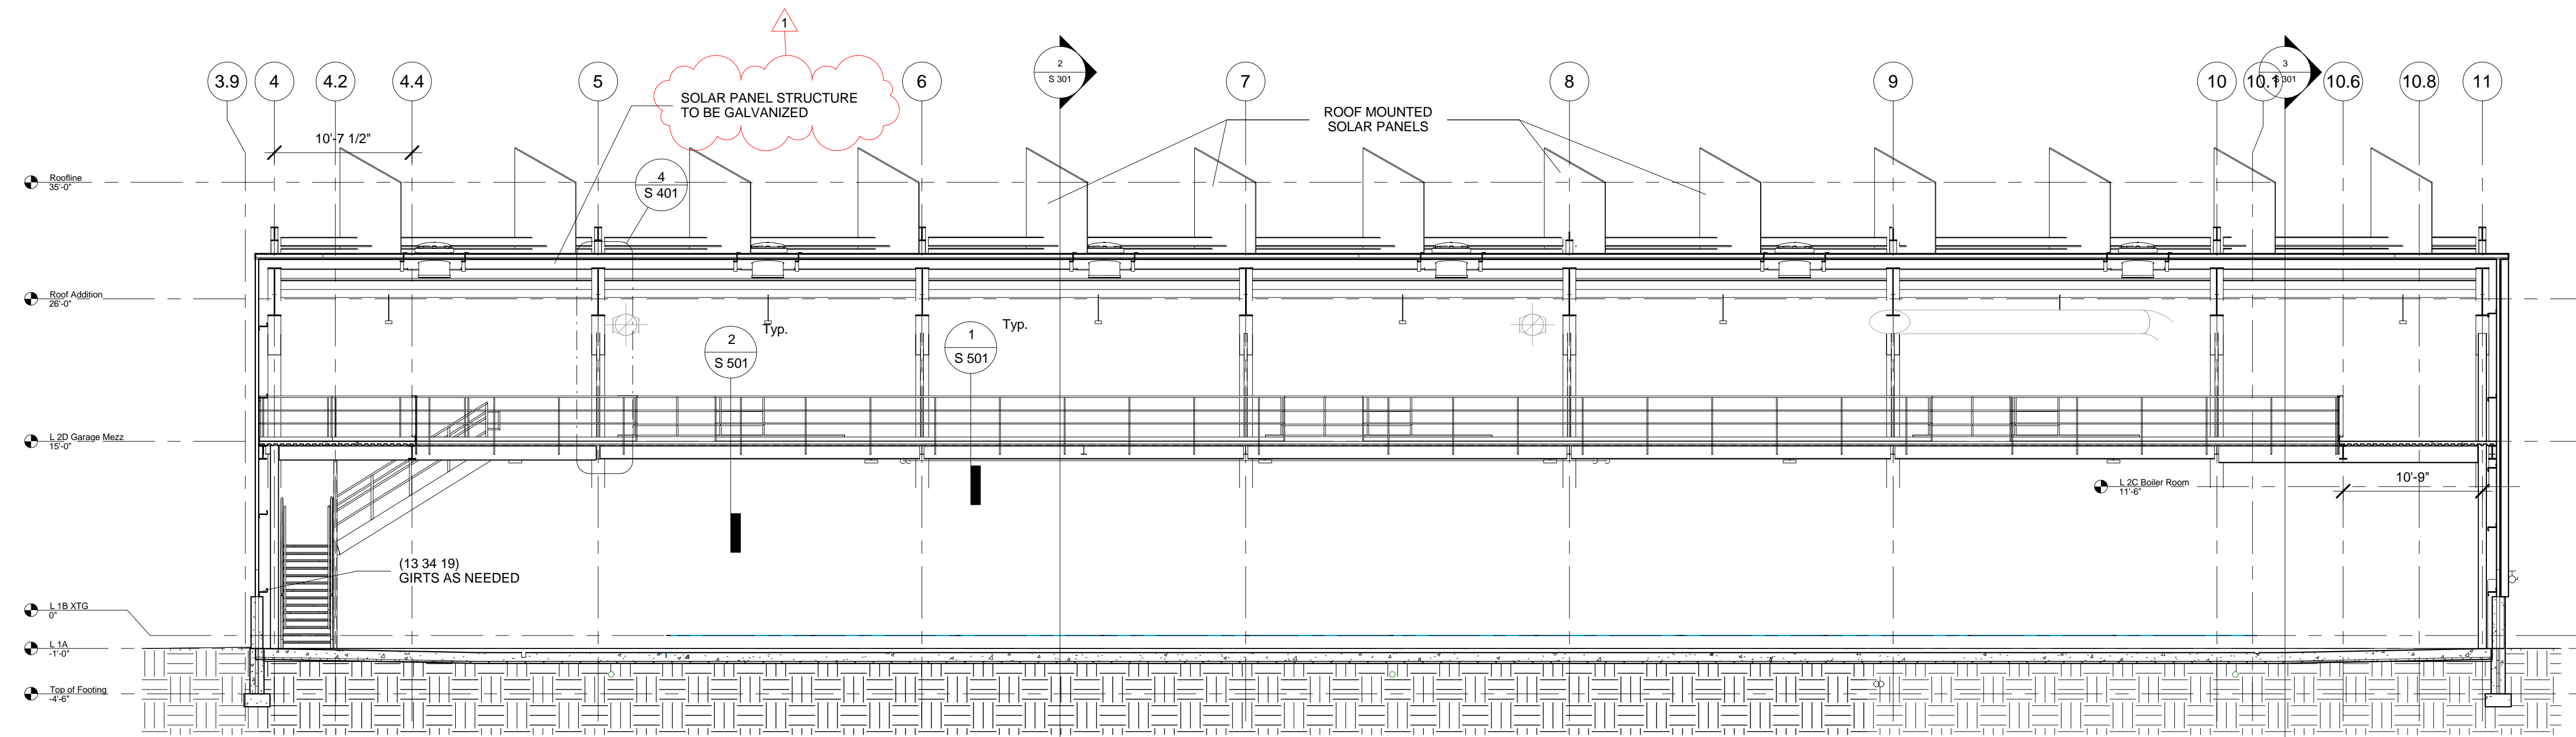 1
3.9
4
4.2
4.4
5
6
2
S 301
7
8
9
10
10.1
3
S 301
10.6
10.8
11
SOLAR PANEL STRUCTURE
TO BE GALVANIZED
ROOF MOUNTED
SOLAR PANELS
10'-7 1/2"
4
S 401
Roofline
35'-0"
Roof Addition
26'-0"
2
S 501
Typ.
1
S 501
Typ.
L 2D Garage Mezz
15'-0"
L 2C Boiler Room
11'-6"
10'-9"
(13 34 19)
GIRTS AS NEEDED
L 1B XTG
0"
L 1A
-1'-0"
Top of Footing
-4'-6"